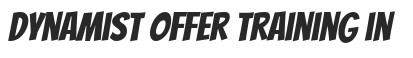 DYNAMIST OFFER TRAINING IN